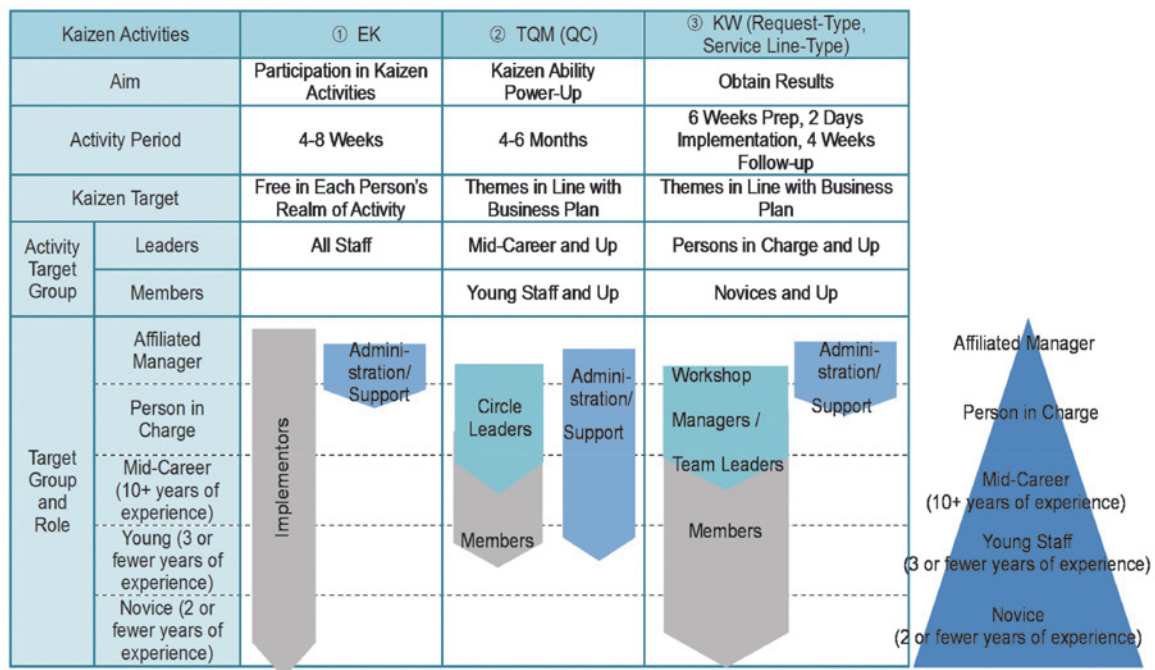 Kaizen Activities
① EK
② TQM (QC)
③ KW (Request-Type,
Service Line-Type)
Aim
Participation in Kaizen
Activities
Kaizen Ability
Power-Up
Obtain Results
Activity Period
4-8 Weeks
4-6 Months
6 Weeks Prep, 2 Days
Implementation, 4 Weeks
Follow-up
Kaizen Target
Free in Each Person's
Realm of Activity
Themes in Line with
Business Plan
Themes in Line with Business
Plan
Activity
Target
Group
Leaders
All Staff
Mid-Career and Up
Persons in Charge and Up
Members
Young Staff and Up
Novices and Up
Target
Group
and
Role
Affiliated
Manager
Person in
Charge
Mid-Career
(10+ years of
experience)
Young (3 or
fewer years of
experience)
Novice (2 or
fewer years of
experience)
Implementors
Admini-
stration/
Support
Circle
Leaders
Members
Admini-
stration/
Support
Workshop
Managers /
Team Leaders
Members
Admini-
stration/
Support
Affiliated Manager
Person in Charge
Mid-Career
(10+ years of experience)
Young Staff
(3 or fewer years of experience)
Novice
(2 or fewer years of experience)